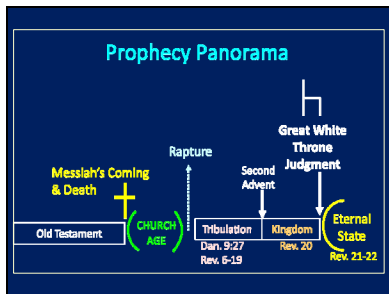 Prophecy Panorama
Great White
Throne
Judgment
Rapture
Messiah's Coming
& Death
Second
Advent
Old Testament
CHURCH
AGE
Tribulation
Kingdom
Eternal
State
Dan. 9:27
Rev. 6-19
Rev. 20
Rev. 21-22